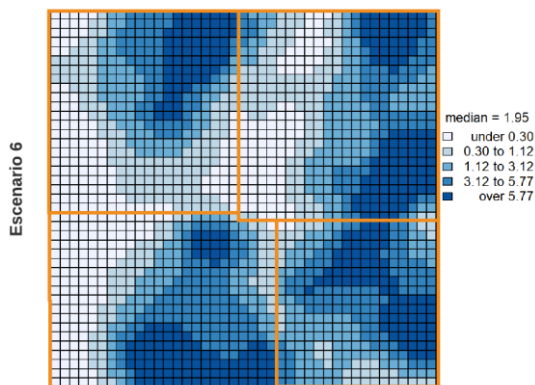 Escenario 6
median = 1.95
under 0.30
0.30 to 1.12
1.12 to 3.12
3.12 to 5.77
over 5.77